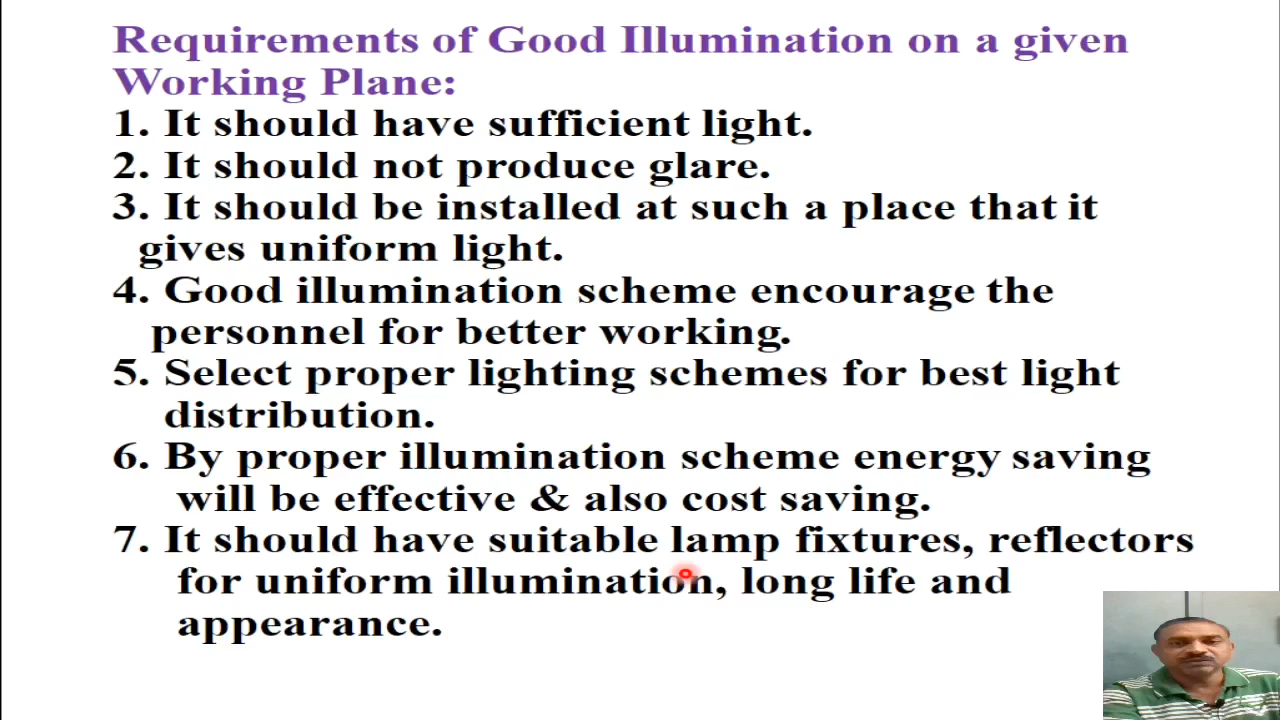 Requirements of Good Illumination on a given
Working Plane:
1. It should have sufficient light.
2. It should not produce glare.
3. It should be installed at such a place that it
gives uniform light.
4. Good illumination scheme encourage the
personnel for better working.
5. Select proper lighting schemes for best light
distribution.
6. By proper illumination scheme energy saving
will be effective & also cost saving.
7. It should have suitable lamp fixtures, reflectors
for uniform illumination, long life and
appearance.